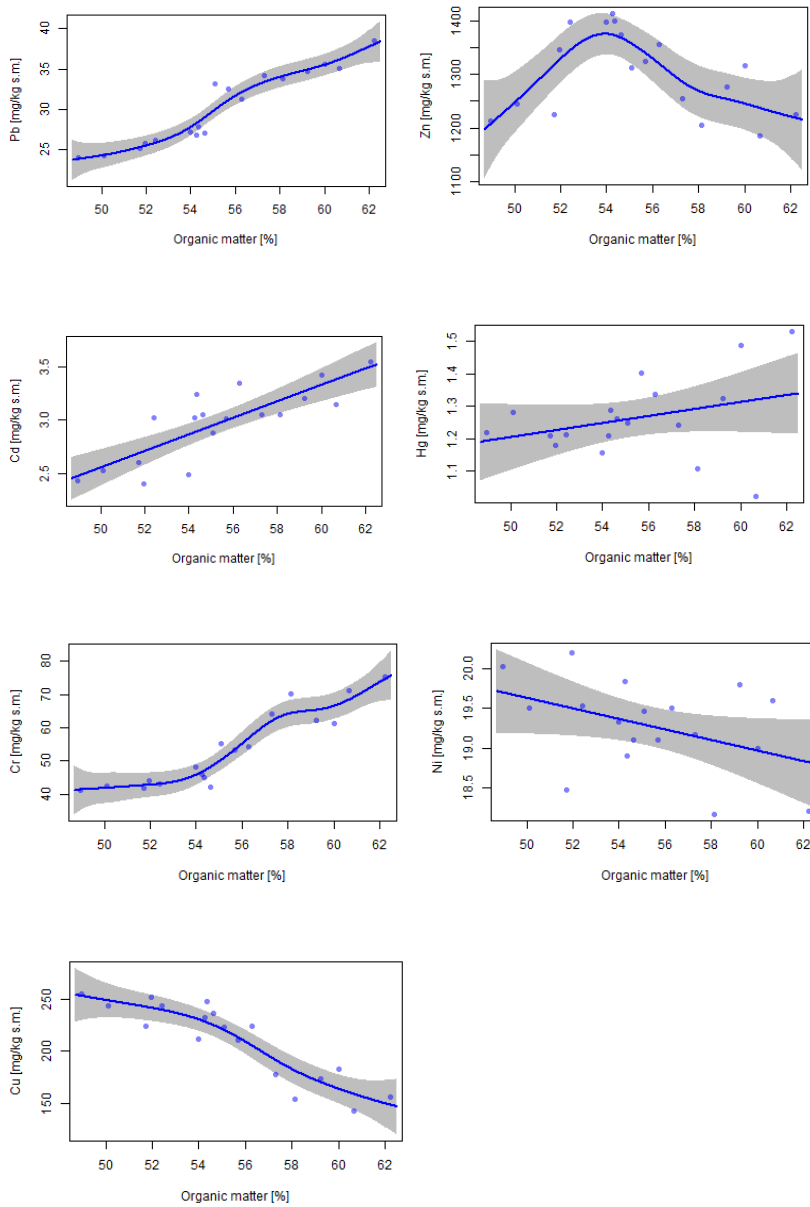 40
35
30
25
Pb [mg/kg s.m.]
50 52 54 56 58 60 62
Organic matter [%]
1400
1300
1200
1100
Zn [mg/kg s.m.]
50 52 54 56 58 60 62
Organic matter [%]
3.5
3.0
2.5
Cd [mg/kg s.m.]
50 52 54 56 58 60 62
Organic matter [%]
1.5
1.4
1.3
1.2
1.1
Hg [mg/kg s.m.]
50 52 54 56 58 60 62
Organic matter [%]
80
70
60
50
40
Cr [mg/kg s.m.]
50 52 54 56 58 60 62
Organic matter [%]
20.0
19.5
19.0
18.5
Ni [mg/kg s.m.]
50 52 54 56 58 60 62
Organic matter [%]
250
200
150
Cu [mg/kg s.m.]
50 52 54 56 58 60 62
Organic matter [%]